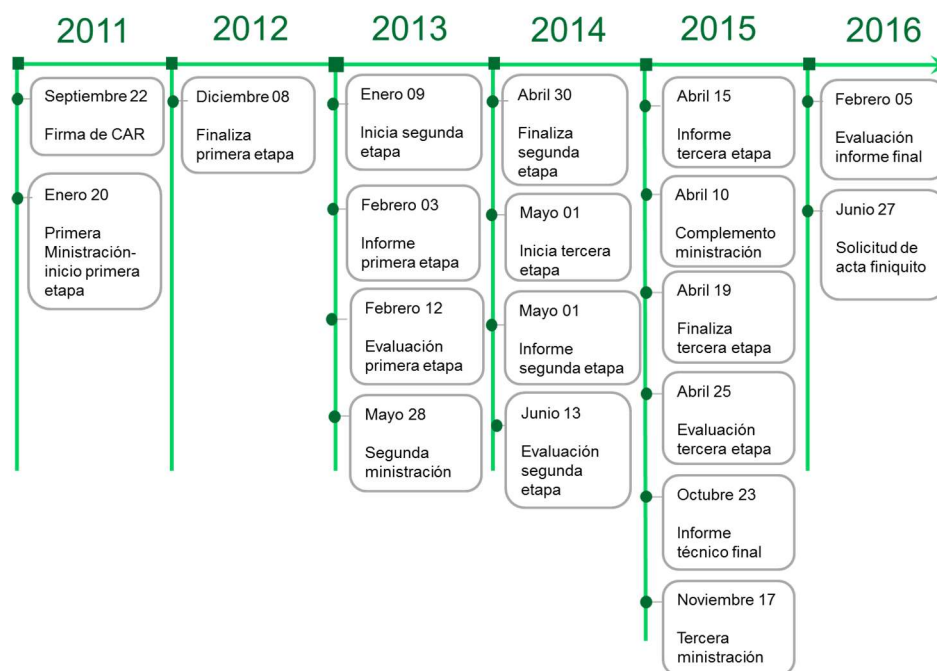 2011
Septiembre 22
Firma de CAR
Enero 20
Primera
Ministración-
inicio primera
etapa
2012
Diciembre 08
Finaliza
primera etapa
2013
Enero 09
Inicia segunda
etapa
Febrero 03
Informe
primera etapa
Febrero 12
Evaluación
primera etapa
Mayo 28
Segunda
ministración
2014
Abril 30
Finaliza
segunda
etapa
Mayo 01
Inicia tercera
etapa
Mayo 01
Informe
segunda etapa
Junio 13
Evaluación
segunda
etapa
2015
Abril 15
Informe
tercera etapa
Abril 10
Complemento
ministración
Abril 19
Finaliza
tercera etapa
Abril 25
Evaluación
tercera etapa
Octubre 23
Informe
técnico final
Noviembre 17
Tercera
ministración
2016
Febrero 05
Evaluación
informe final
Junio 27
Solicitud de
acta finiquito